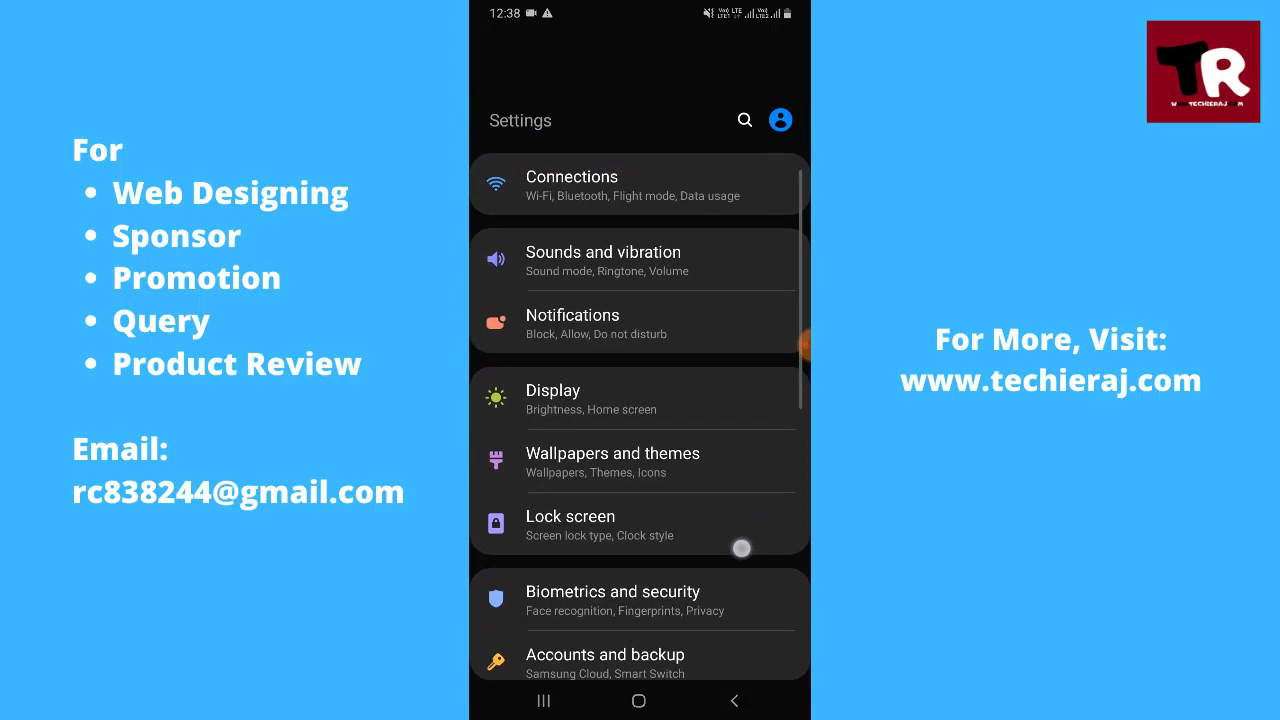 For
• Web Designing
• Sponsor
• Promotion
• Query
• Product Review
Email:
rc838244@gmail.com
12:38
Settings
Connections
Wi-Fi, Bluetooth, Flight mode, Data usage
Sounds and vibration
Sound mode, Ringtone, Volume
Notifications
Block, Allow, Do not disturb
Display
Brightness, Home screen
Wallpapers and themes
Wallpapers, Themes, Icons
Lock screen
Screen lock type, Clock style
Biometrics and security
Face recognition, Fingerprints, Privacy
Accounts and backup
Samsung Cloud, Smart Switch
TR
For More, Visit:
www.techieraj.com